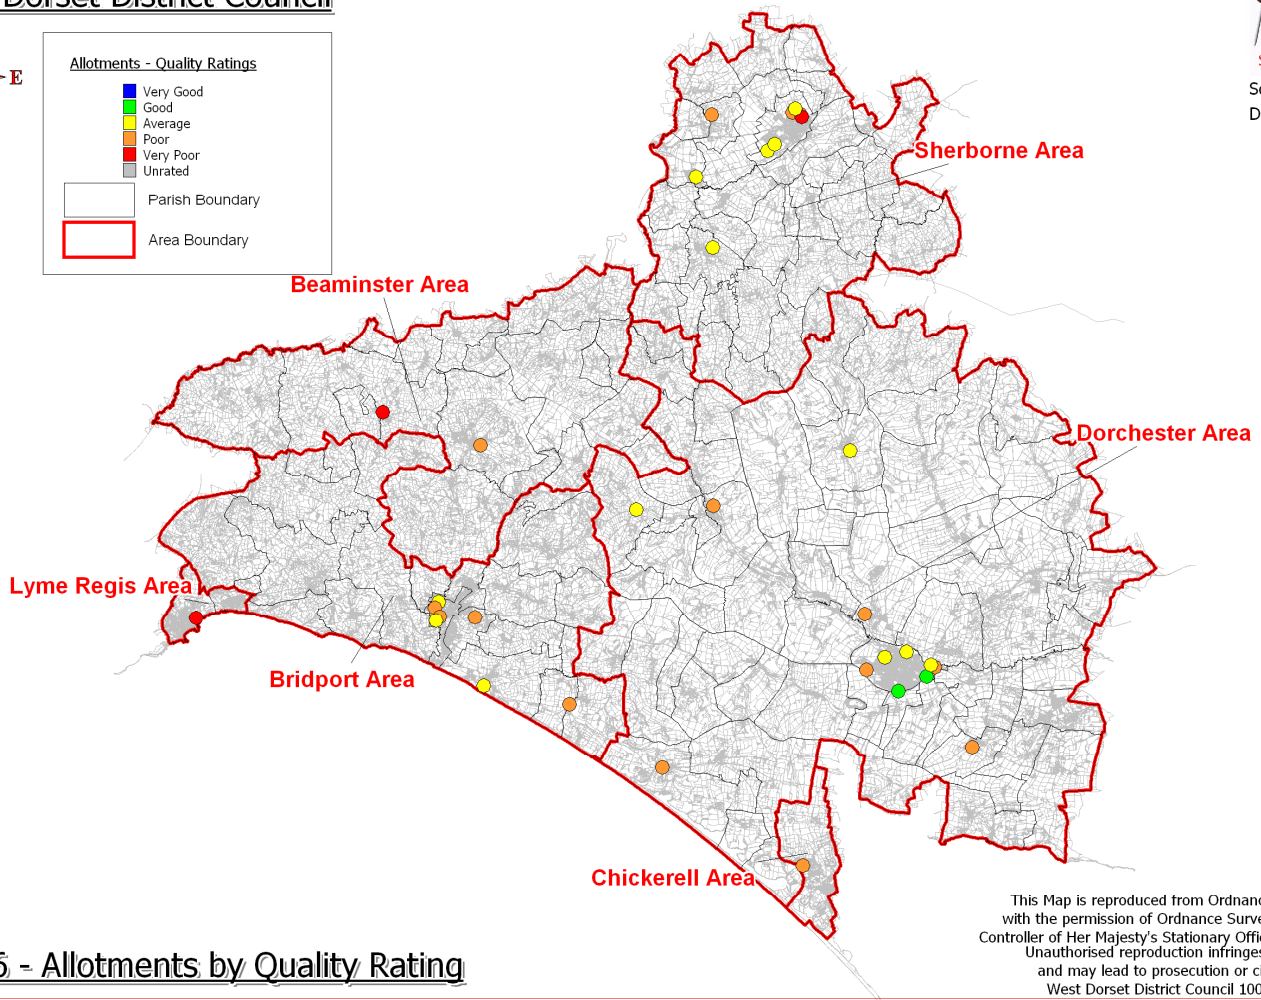 Dorset District Council
E
Allotments - Quality Ratings
Very Good
Good
Average
Poor
Very Poor
Unrated
Parish Boundary
Area Boundary
Sherborne Area
Beaminster Area
Dorchester Area
Lyme Regis Area
Bridport Area
Chickerell Area
This Map is reproduced from Ordnanc
with the permission of Ordnance Surve
Controller of Her Majesty's Stationary Offi
Unauthorised reproduction infringes
and may lead to prosecution or ci
West Dorset District Council 100
- Allotments by Quality Rating